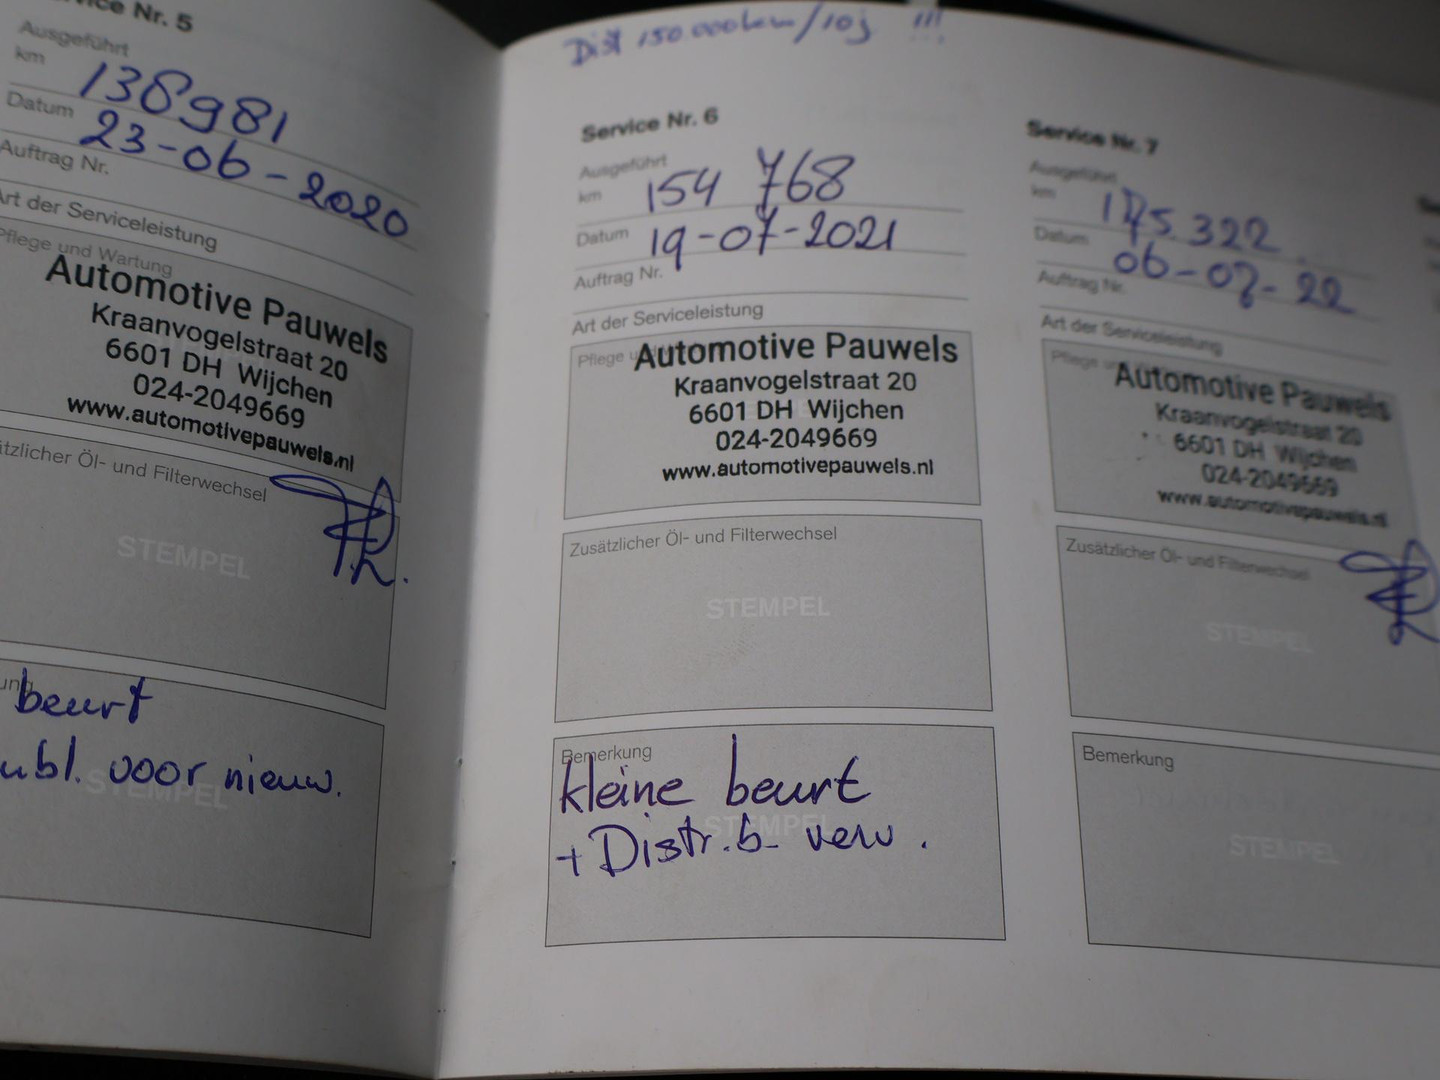 Service Nr. 5
Ausgeführt
km 138981
Datum 23-06-2020
Auftrag Nr.
Art der Serviceleistung
Pflege und Wartung
Automotive Pauwels
Kraanvogelstraat 20
6601 DH Wijchen
024-2049669
www.automotivepauwels.nl
Zusätzlicher Öl- und Filterwechsel
STEMPEL
beurt
voor nieuw.
STEMPEL
Dist 150.000km/10j !!!
Service Nr. 6
Ausgeführt
km 154 768
Datum 19-07-2021
Auftrag Nr.
Art der Serviceleistung
Pflege
Automotive Pauwels
Kraanvogelstraat 20
6601 DH Wijchen
024-2049669
www.automotivepauwels.nl
Zusätzlicher Öl- und Filterwechsel
STEMPEL
Bemerkung
kleine beurt
STEMPEL
+ Distr.b. verv.
Service Nr. 7
Ausgeführt
km 175.322
Datum 06-07-22
Auftrag Nr.
Art der Serviceleistung
Pflege
Automotive Pauwels
Kraanvogelstraat 20
6601 DH Wijchen
024-2049669
www.automotivepauwels.nl
Zusätzlicher Öl- und Filterwechsel
STEMPEL
Bemerkung
STEMPEL